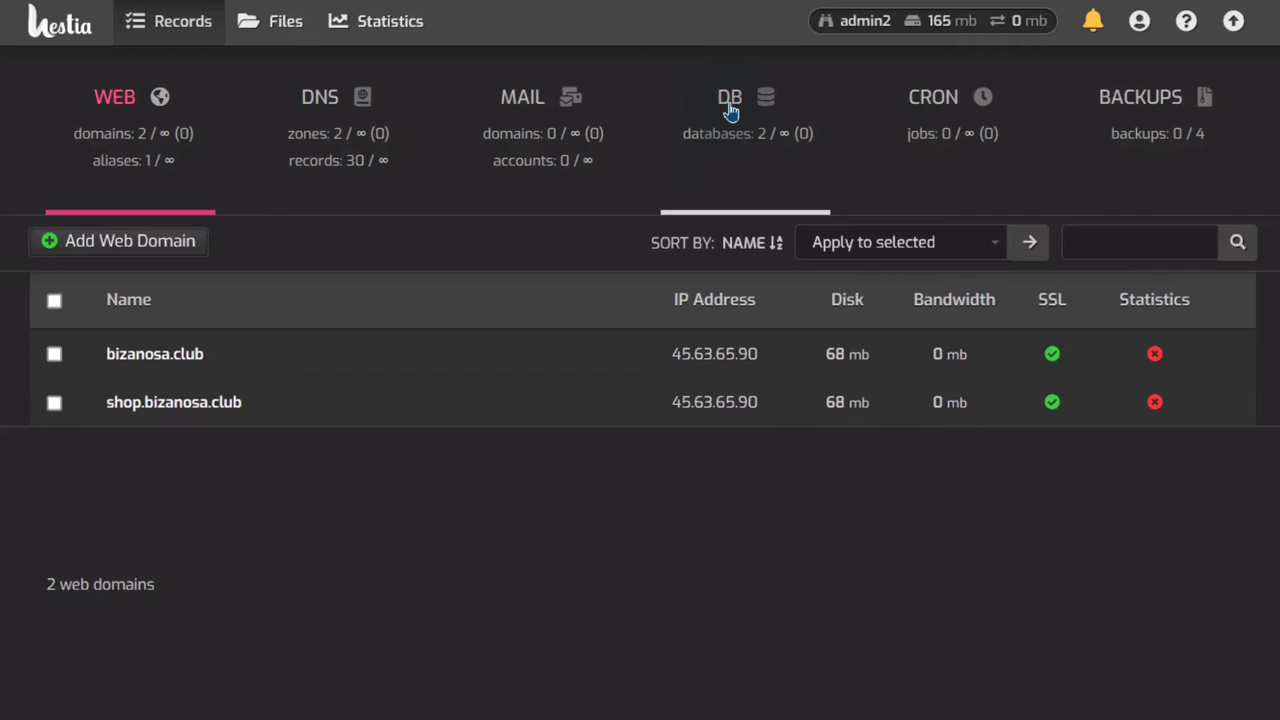 Hestia Records Files Statistics admin2 165 mb 0 mb
WEB DNS MAIL DB CRON BACKUPS
domains: 2 / ∞ (0) zones: 2 / ∞ (0) domains: 0 / ∞ (0) databases: 2 / ∞ (0) jobs: 0 / ∞ (0) backups: 0 / 4
aliases: 1 / ∞ records: 30 / ∞ accounts: 0 / ∞
Add Web Domain SORT BY: NAME Apply to selected
Name IP Address Disk Bandwidth SSL Statistics
bizanosa.club 45.63.65.90 68 mb 0 mb
shop.bizanosa.club 45.63.65.90 68 mb 0 mb
2 web domains